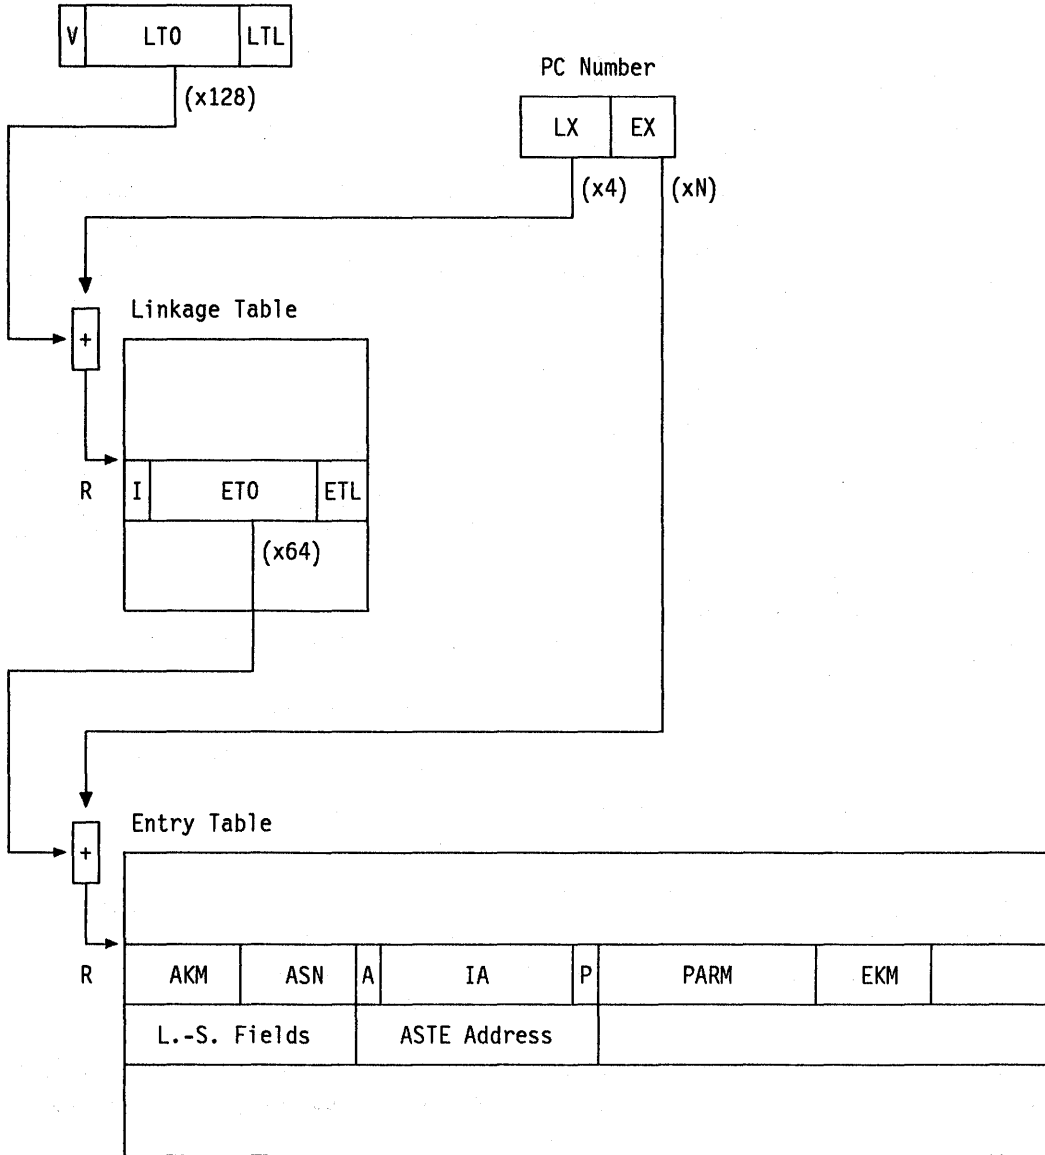 V LTO LTL
(x128)
PC Number
LX EX
(x4) (xN)
Linkage Table
+
R I ETO ETL
(x64)
Entry Table
+
R AKM ASN A IA P PARM EKM
L.-S. Fields ASTE Address